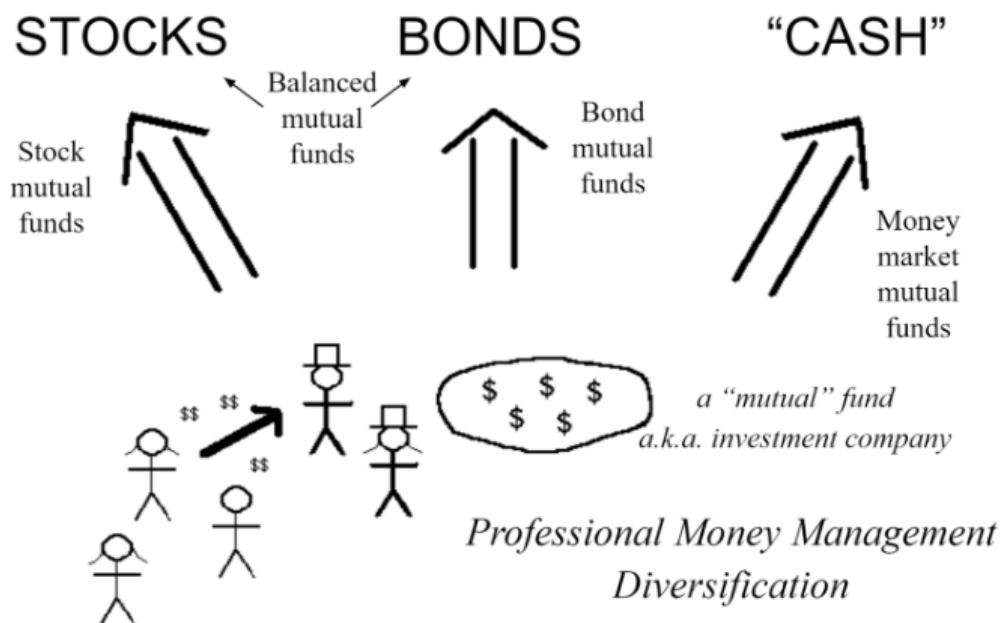 STOCKS
BONDS
“CASH”
Balanced
mutual
funds
Stock
mutual
funds
Bond
mutual
funds
Money
market
mutual
funds
$$
$$
$$
$ $ $
$ $
a “mutual” fund
a.k.a. investment company
Professional Money Management
Diversification